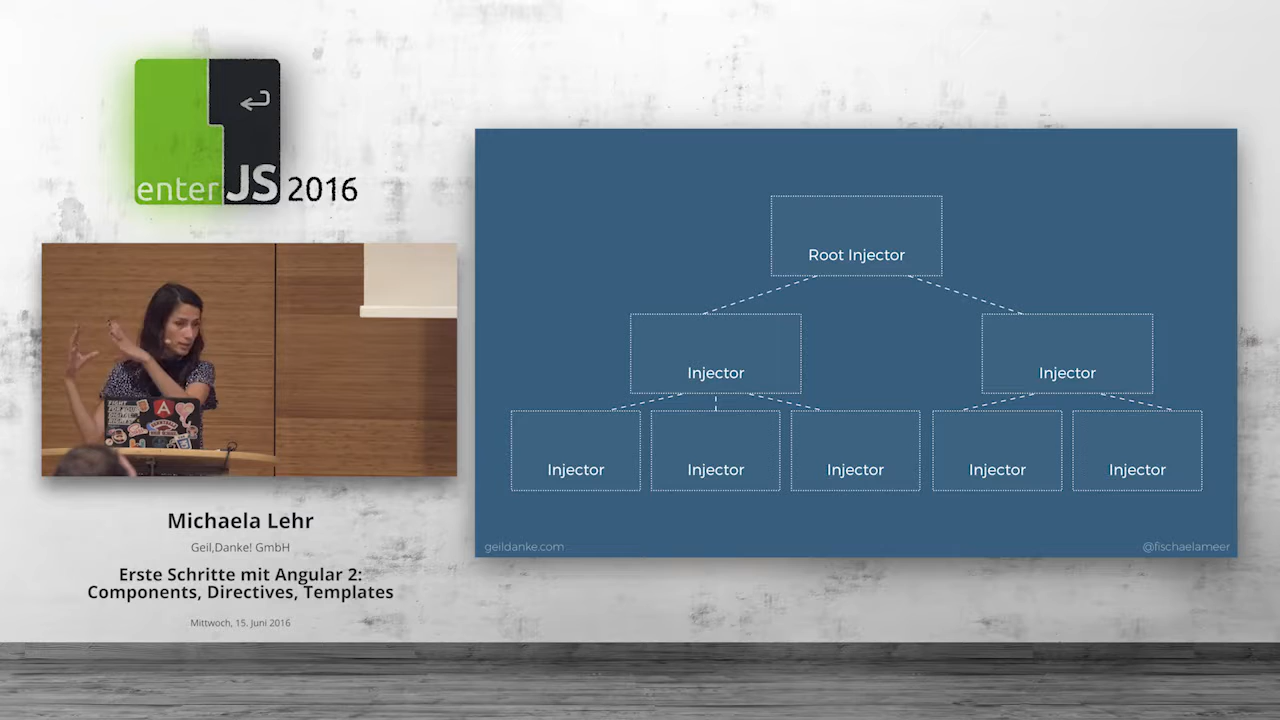 enterJS 2016
Root Injector
Injector
Injector
Injector
Injector
Injector
Injector
Injector
geildanke.com
@fischaelameer
Michaela Lehr
Geil,Danke! GmbH
Erste Schritte mit Angular 2:
Components, Directives, Templates
Mittwoch, 15. Juni 2016